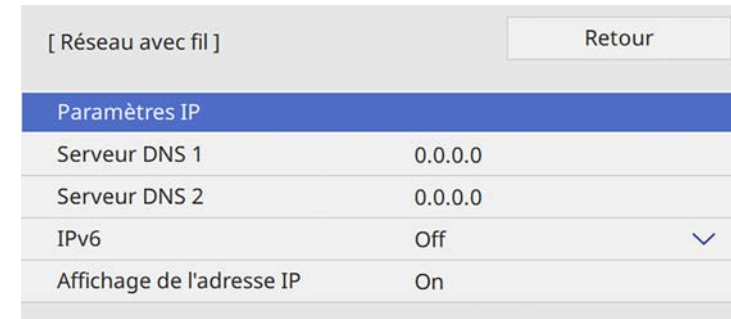 [ Réseau avec fil ] Retour
Paramètres IP
Serveur DNS 1 0.0.0.0
Serveur DNS 2 0.0.0.0
IPv6 Off
Affichage de l'adresse IP On